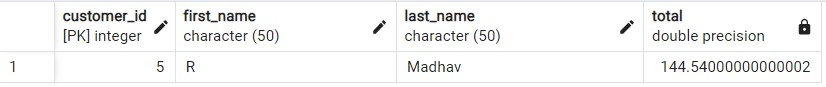 customer_id first_name last_name total
[PK] integer character (50) character (50) double precision
1 5 R Madhav 144.54000000000002